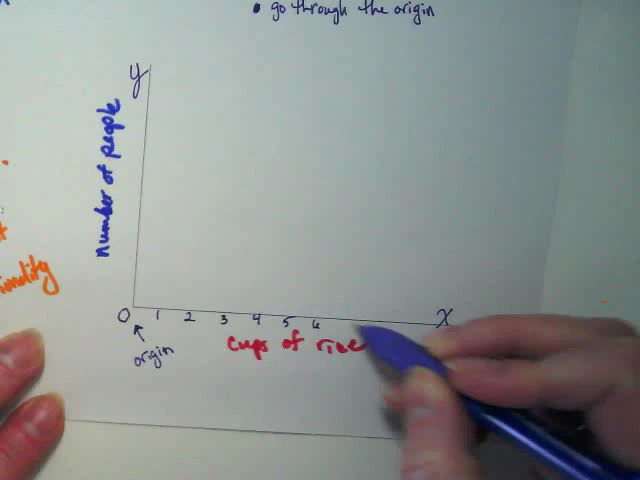 • go through the origin
y
Number of people
0 1 2 3 4 5 6
x
origin
cups of rice